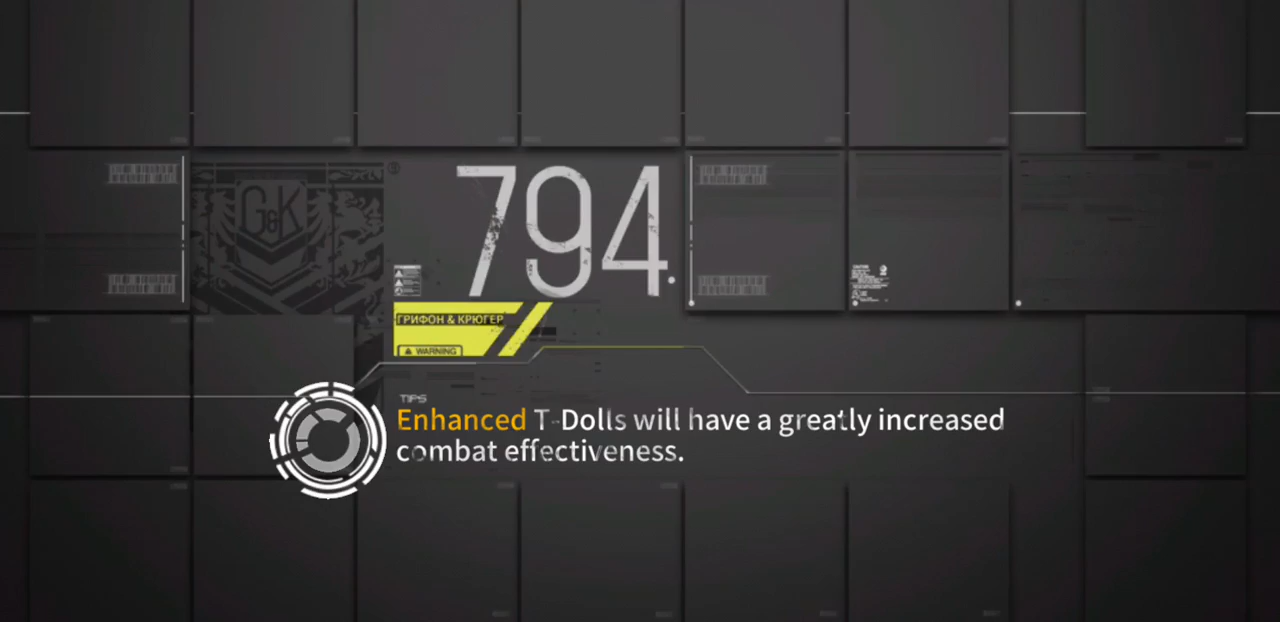 G&K
794.
ГРИФОН & КРЮГЕР
WARNING
TIPS
Enhanced T-Dolls will have a greatly increased
combat effectiveness.